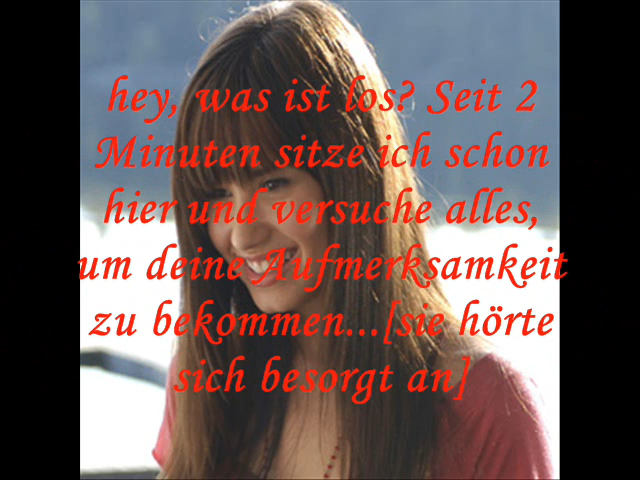 hey, was ist los? Seit 2
Minuten sitze ich schon
hier und versuche alles,
um deine Aufmerksamkeit
zu bekommen...[sie hörte
sich besorgt an]